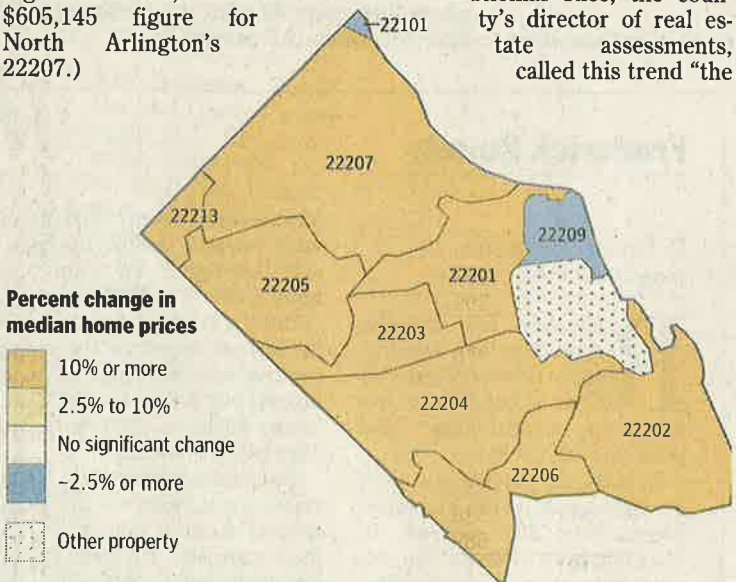 $605,145 figure for
North Arlington's
22207.)
ty's director of real es-
tate assessments,
called this trend “the
22101
22207
22213
22209
22205
22201
22203
22204
22202
22206
Percent change in
median home prices
10% or more
2.5% to 10%
No significant change
-2.5% or more
Other property